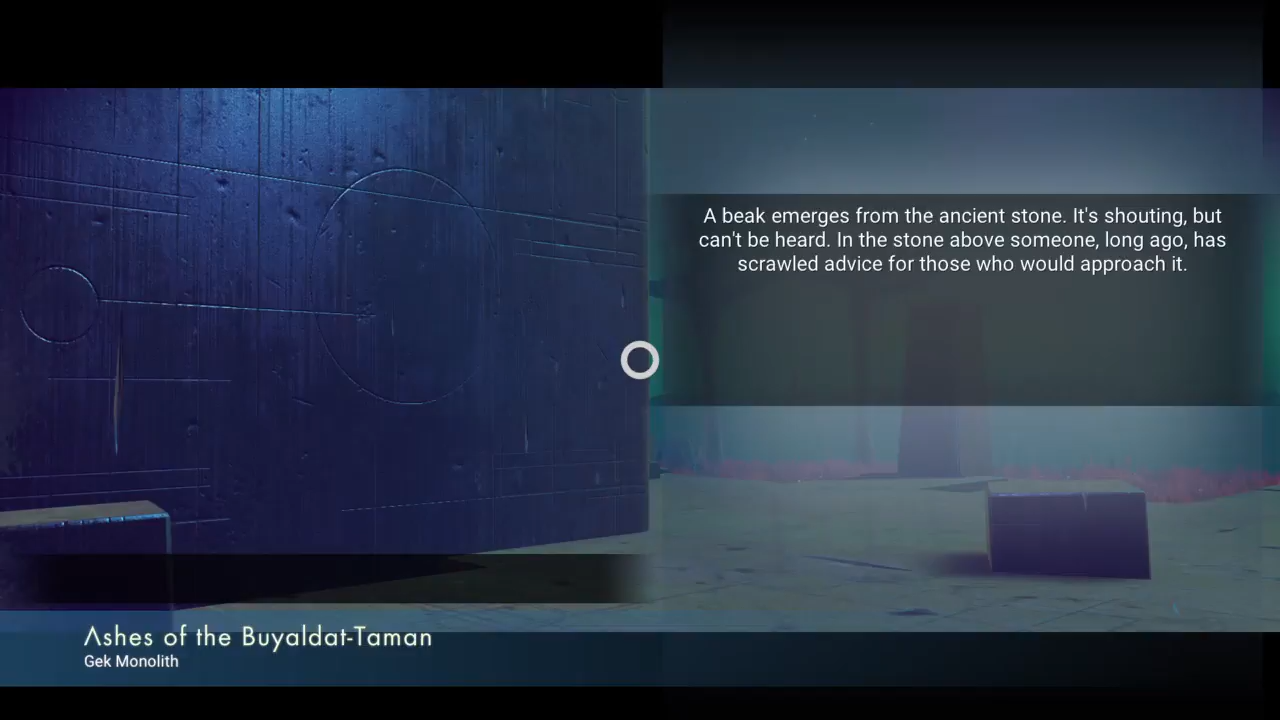 A beak emerges from the ancient stone. It's shouting, but
can't be heard. In the stone above someone, long ago, has
scrawled advice for those who would approach it.
Ashes of the Buyaldat-Taman
Gek Monolith